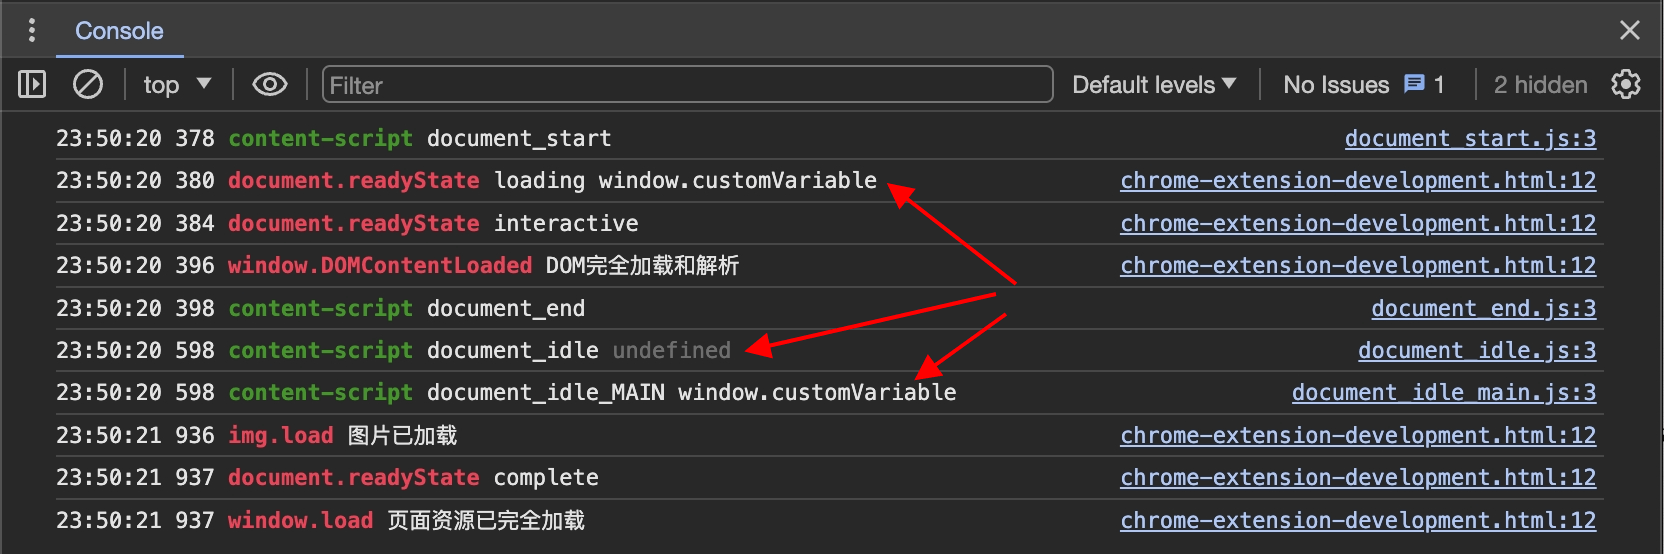 Console
top Filter Default levels No Issues 1 2 hidden
23:50:20 378 content-script document_start document_start.js:3
23:50:20 380 document.readyState loading window.customVariable chrome-extension-development.html:12
23:50:20 384 document.readyState interactive chrome-extension-development.html:12
23:50:20 396 window.DOMContentLoaded DOM完全加载和解析 chrome-extension-development.html:12
23:50:20 398 content-script document_end document_end.js:3
23:50:20 598 content-script document_idle undefined document_idle.js:3
23:50:20 598 content-script document_idle_MAIN window.customVariable document_idle_main.js:3
23:50:21 936 img.load 图片已加载 chrome-extension-development.html:12
23:50:21 937 document.readyState complete chrome-extension-development.html:12
23:50:21 937 window.load 页面资源已完全加载 chrome-extension-development.html:12